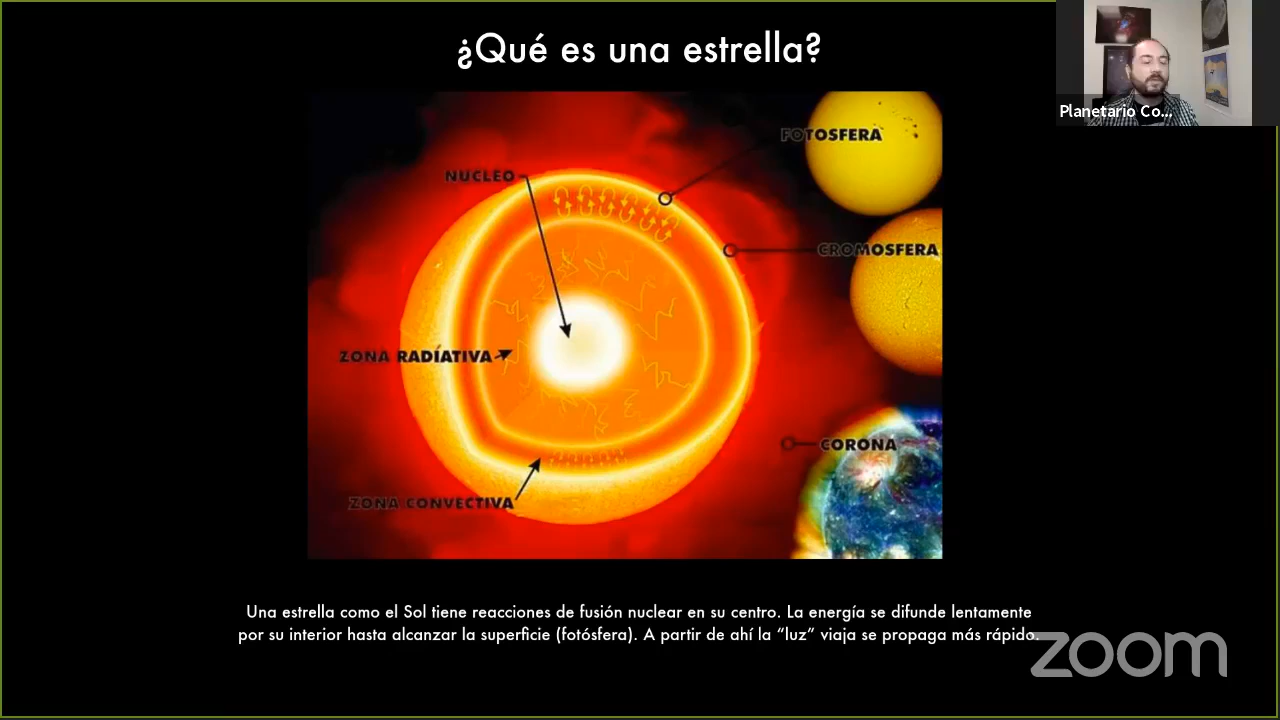 ¿Qué es una estrella?
Planetario Co...
FOTOSFERA
NUCLEO
CROMOSFERA
ZONA RADÍATIVA
CORONA
ZONA CONVECTIVA
Una estrella como el Sol tiene reacciones de fusión nuclear en su centro. La energía se difunde lentamente
por su interior hasta alcanzar la superficie (fotósfera). A partir de ahí la “luz” viaja se propaga más rápido.
zoom